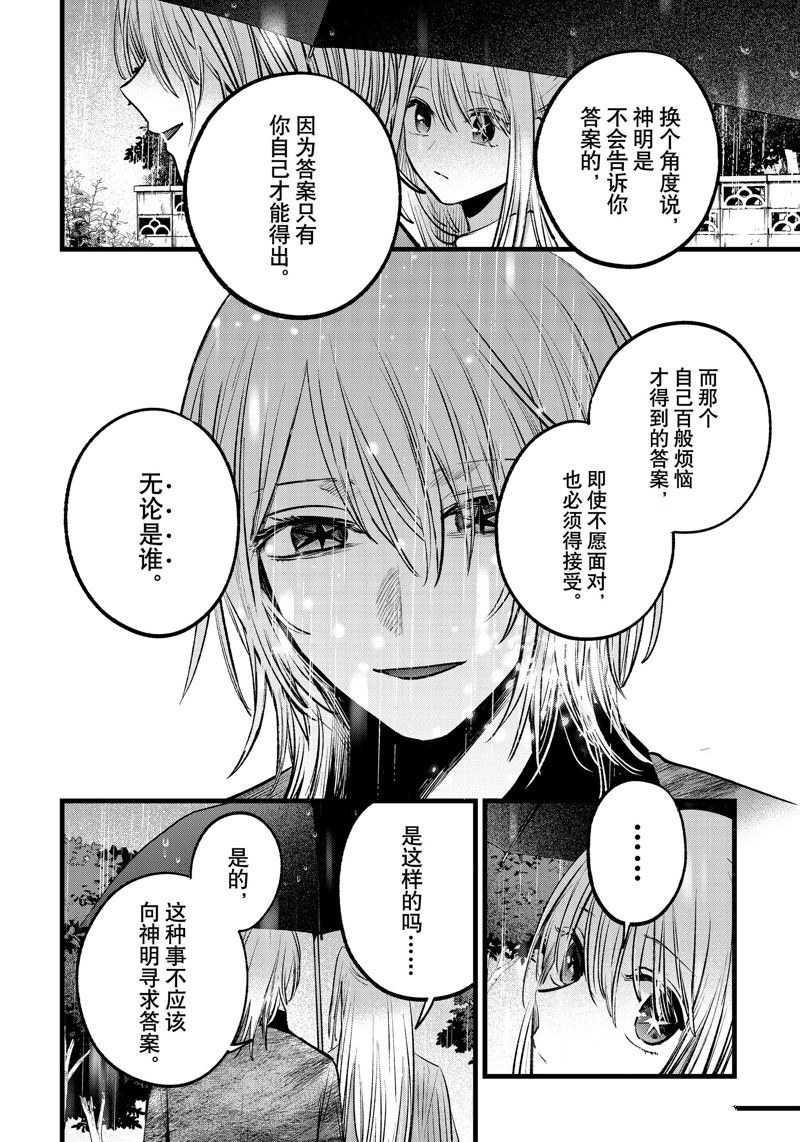 换个角度说，
神明是
不会告诉你
答案的，
因为答案只有
你自己才能得出。
而那个
自己百般烦恼
才得到的答案，
即使不愿面对，
也必须得接受。
无论是谁。
……
是这样的吗……
是的，
这种事不应该
向神明寻求答案。